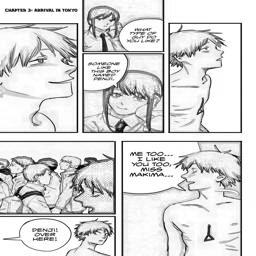 CHAPTER 3- ARRIVAL IN TOKYO
WHAT
TYPE OF
GUY DO
YOU LIKE?
SOMEONE
LIKE
THIS BOY
NAMED
DENJI.
ME TOO...
I LIKE
YOU TOO,
MISS
MAKIMA...
DENJI!
OVER
HERE!